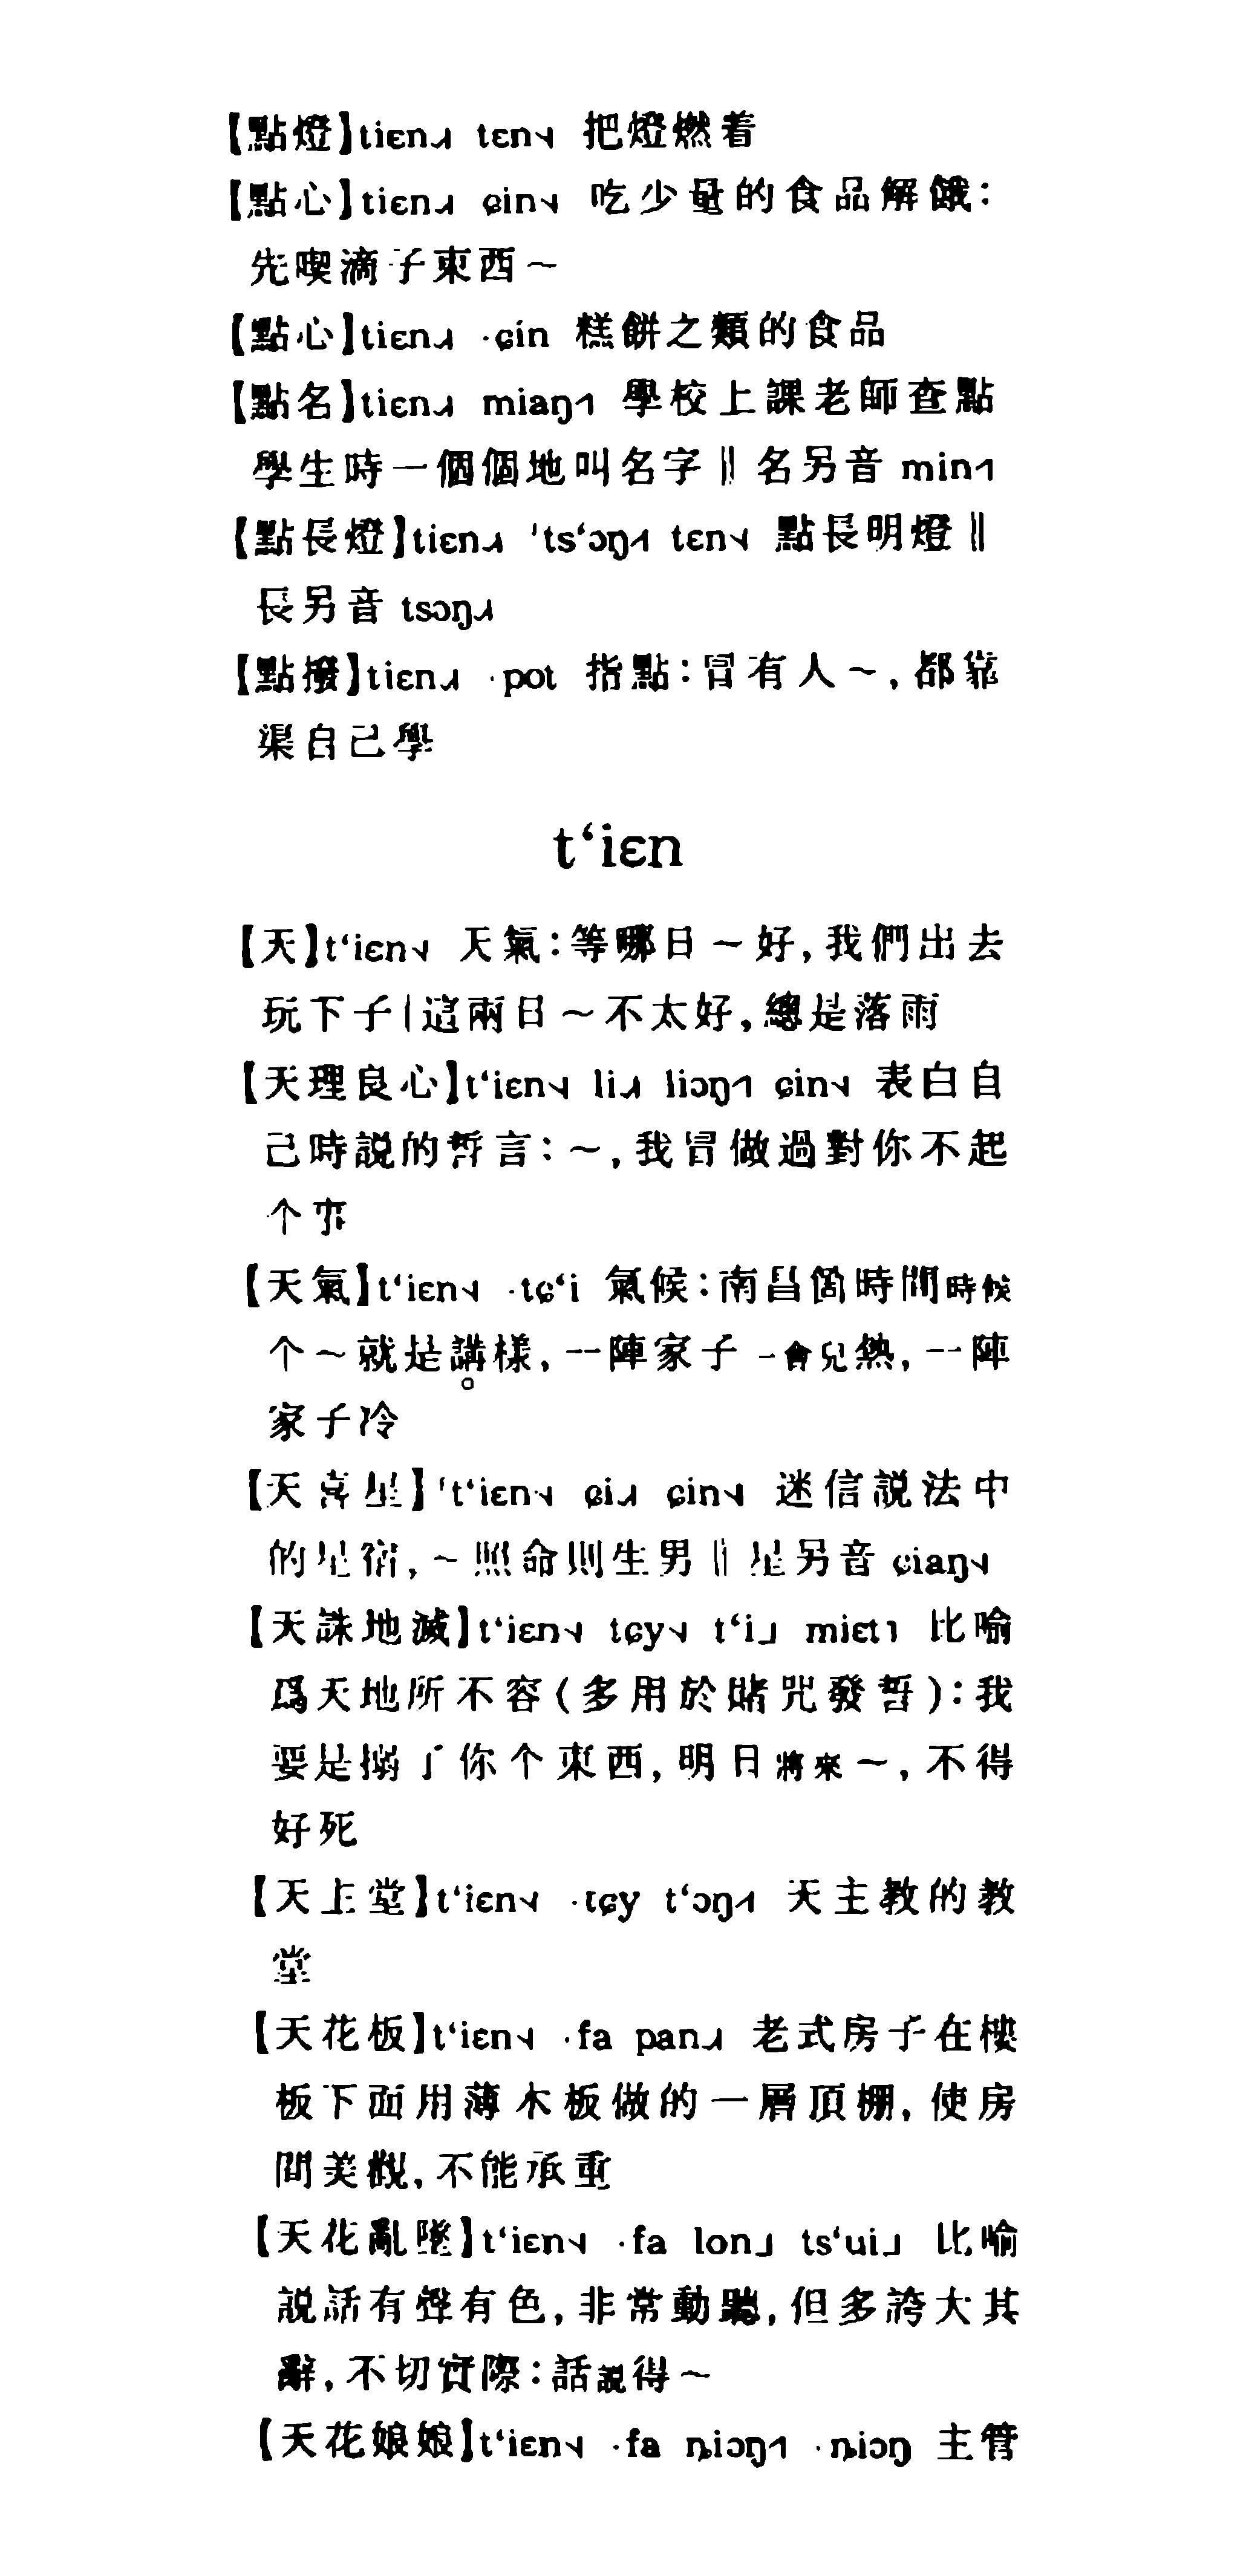 【點燈】tiɛn˨˩˧ tɛn˦˨ 把燈燃着
【點心】tiɛn˨˩˧ ɕin˦˨ 吃少量的食品解餓：
先喫滴子東西～
【點心】tiɛn˨˩˧ ·ɕin 糕餅之類的食品
【點名】tiɛn˨˩˧ miaŋ˦˥ 學校上課老師查點
學生時一個個地叫名字‖名另音 min˦˥
【點長燈】tiɛn˨˩˧ ˈts‘ɔŋ˨˦ tɛn˦˨ 點長明燈‖
長另音 tsɔŋ˨˩˧
【點撥】tiɛn˨˩˧ ·pot 指點：冒有人～，都靠
渠自己學
t‘iɛn
【天】t‘iɛn˦˨ 天氣：等哪日～好，我們出去
玩下子|這兩日～不太好，總是落雨
【天理良心】t‘iɛn˦˨ li˨˩˧ liɔŋ˦˥ ɕin˦˨ 表白自
己時説的誓言：～，我冒做過對你不起
个事
【天氣】t‘iɛn˦˨ ·tɕ‘i 氣候：南昌箇時間時候
个～就是講樣，一陣家子一會兒熱，一陣
家子冷
【天喜星】ˈt‘iɛn˦˨ ɕi˨˩˧ ɕin˦˨ 迷信説法中
的星宿，～照命則生男‖星另音 ɕiaŋ˦˨
【天誅地滅】t‘iɛn˦˨ tɕy˦˨ t‘i˩ miɛt˥ 比喻
爲天地所不容（多用於賭咒發誓）：我
要是搦了你个東西，明日將來～，不得
好死
【天主堂】t‘iɛn˦˨ ·tɕy t‘ɔŋ˨˦ 天主教的教
堂
【天花板】t‘iɛn˦˨ ·fa pan˨˩˧ 老式房子在樓
板下面用薄木板做的一層頂棚，使房
間美觀，不能承重
【天花亂墜】t‘iɛn˦˨ ·fa lon˩ ts‘ui˩ 比喻
説話有聲有色，非常動聽，但多誇大其
辭，不切實際：話説得～
【天花娘娘】t‘iɛn˦˨ ·fa ȵiɔŋ˦˥ ·ȵiɔŋ 主管